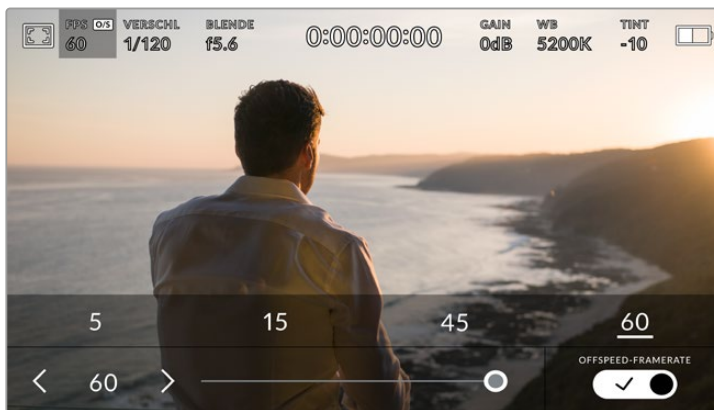 FPS O/S VERSCHL. BLENDE GAIN WB TINT
60 1/120 f5.6 0:00:00:00 0dB 5200K -10
5 15 45 60
OFFSPEED-FRAMERATE
60